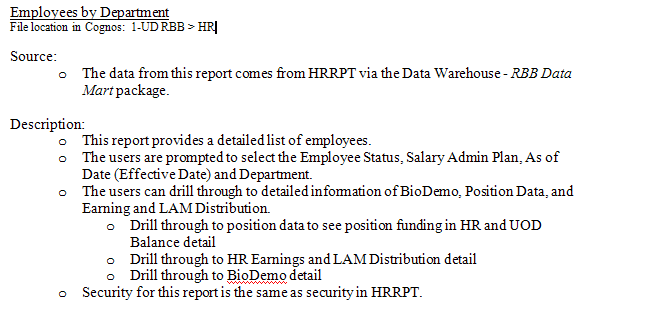 Employees by Department
File location in Cognos: 1-UD RBB > HR
Source:
o The data from this report comes from HRRPT via the Data Warehouse - RBB Data
Mart package.
Description:
o This report provides a detailed list of employees.
o The users are prompted to select the Employee Status, Salary Admin Plan, As of
Date (Effective Date) and Department.
o The users can drill through to detailed information of BioDemo, Position Data, and
Earning and LAM Distribution.
o Drill through to position data to see position funding in HR and UOD
Balance detail
o Drill through to HR Earnings and LAM Distribution detail
o Drill through to BioDemo detail
o Security for this report is the same as security in HRRPT.